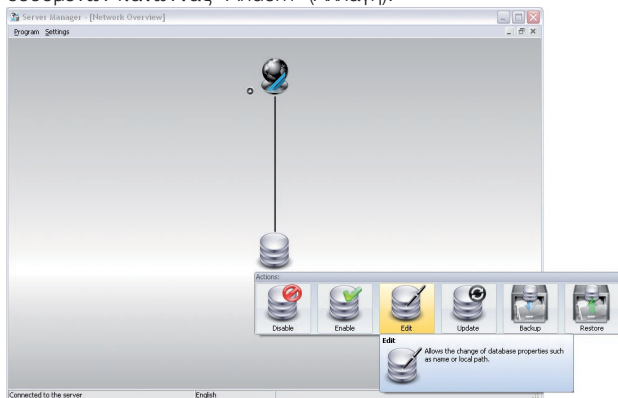 Server Manager - [Network Overview]
Program Settings
Actions:
Disable
Enable
Edit
Update
Backup
Restore
Edit
Allows the change of database properties such
as name or local path.
Connected to the server
English